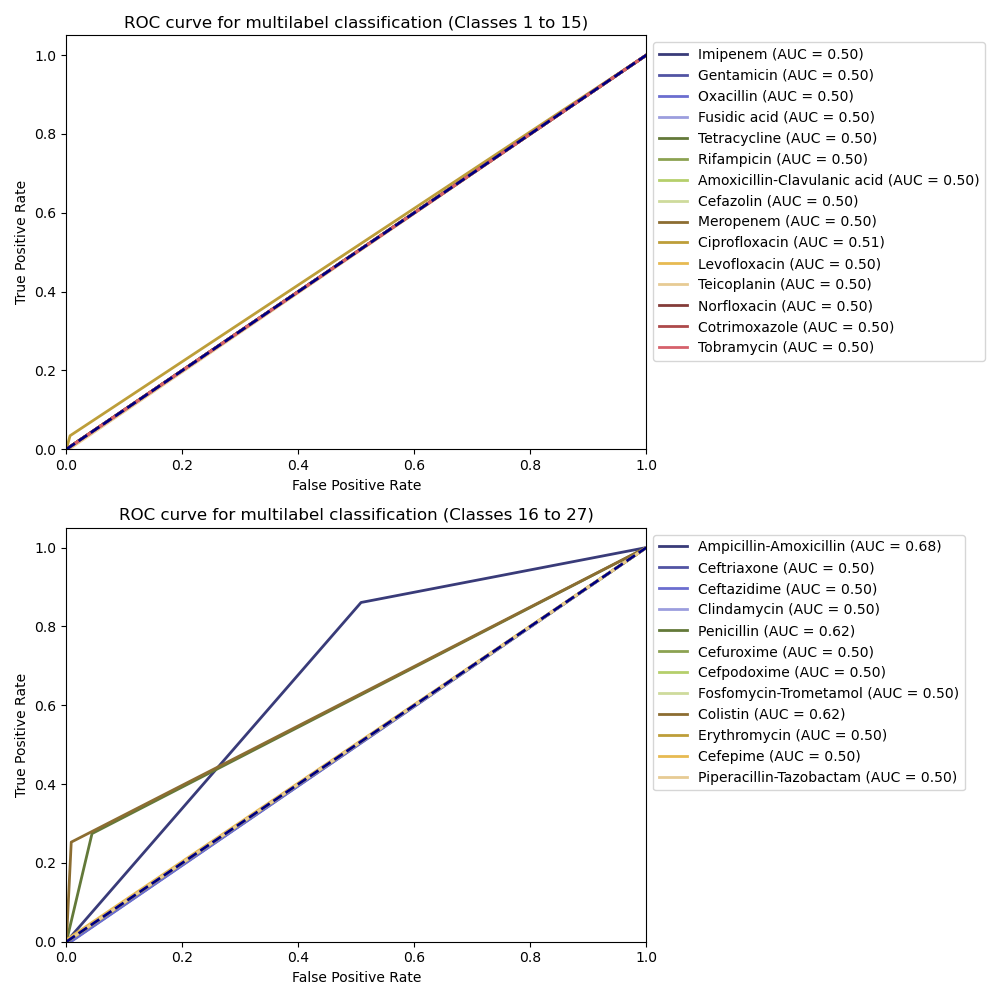 ROC curve for multilabel classification (Classes 1 to 15)
True Positive Rate
1.0
0.8
0.6
0.4
0.2
0.0
0.0 0.2 0.4 0.6 0.8 1.0
False Positive Rate
Imipenem (AUC = 0.50)
Gentamicin (AUC = 0.50)
Oxacillin (AUC = 0.50)
Fusidic acid (AUC = 0.50)
Tetracycline (AUC = 0.50)
Rifampicin (AUC = 0.50)
Amoxicillin-Clavulanic acid (AUC = 0.50)
Cefazolin (AUC = 0.50)
Meropenem (AUC = 0.50)
Ciprofloxacin (AUC = 0.51)
Levofloxacin (AUC = 0.50)
Teicoplanin (AUC = 0.50)
Norfloxacin (AUC = 0.50)
Cotrimoxazole (AUC = 0.50)
Tobramycin (AUC = 0.50)
ROC curve for multilabel classification (Classes 16 to 27)
True Positive Rate
1.0
0.8
0.6
0.4
0.2
0.0
0.0 0.2 0.4 0.6 0.8 1.0
False Positive Rate
Ampicillin-Amoxicillin (AUC = 0.68)
Ceftriaxone (AUC = 0.50)
Ceftazidime (AUC = 0.50)
Clindamycin (AUC = 0.50)
Penicillin (AUC = 0.62)
Cefuroxime (AUC = 0.50)
Cefpodoxime (AUC = 0.50)
Fosfomycin-Trometamol (AUC = 0.50)
Colistin (AUC = 0.62)
Erythromycin (AUC = 0.50)
Cefepime (AUC = 0.50)
Piperacillin-Tazobactam (AUC = 0.50)